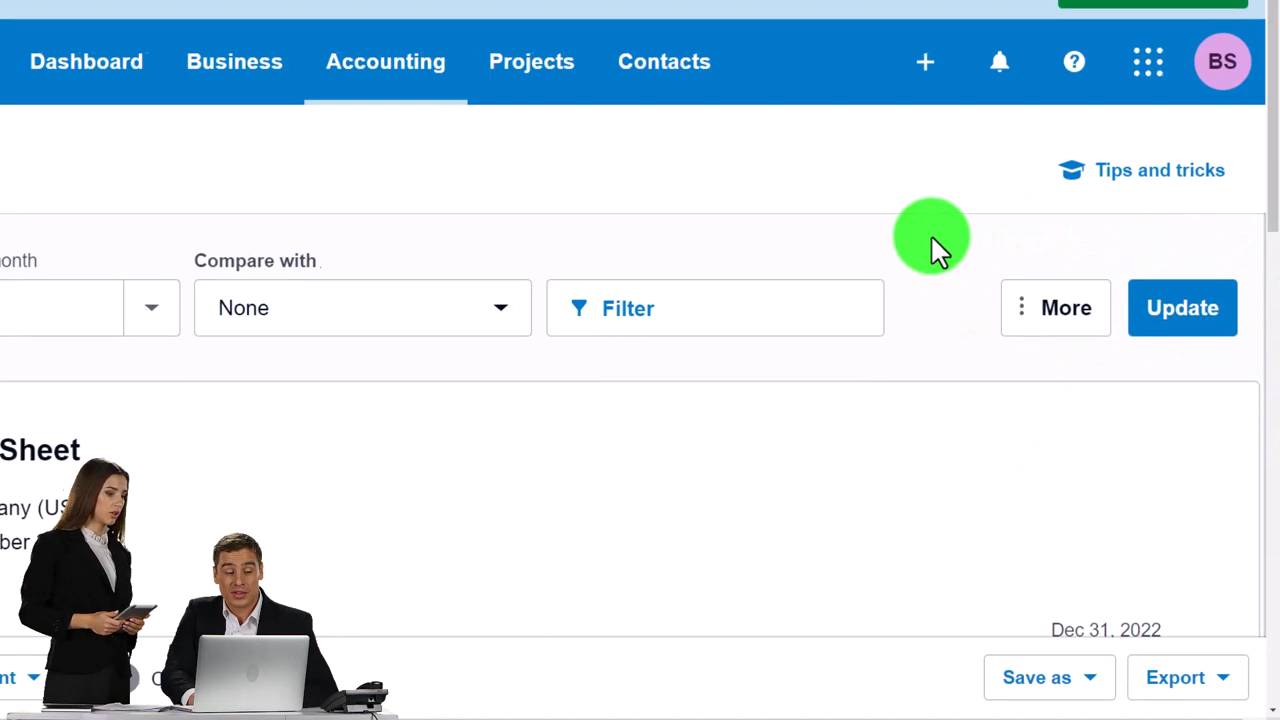 Dashboard Business Accounting Projects Contacts + ? BS
Tips and tricks
onth Compare with
None Filter More Update
Sheet
any (US
ber
Dec 31, 2022
nt Save as Export